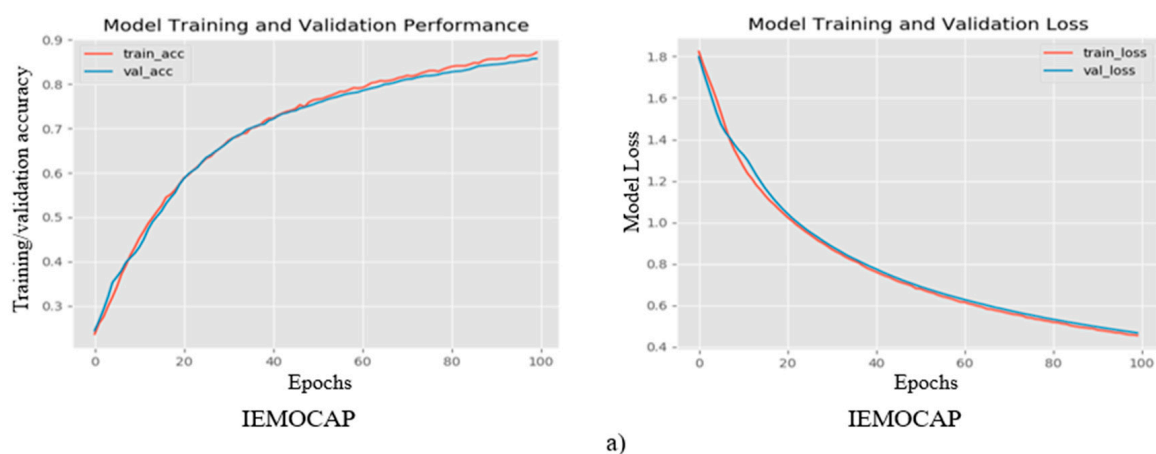 Model Training and Validation Performance
Training/validation accuracy
0.9
0.8
0.7
0.6
0.5
0.4
0.3
train_acc
val_acc
0
20
40
60
80
100
Epochs
IEMOCAP
Model Training and Validation Loss
Model Loss
1.8
1.6
1.4
1.2
1.0
0.8
0.6
0.4
train_loss
val_loss
0
20
40
60
80
100
Epochs
IEMOCAP
a)